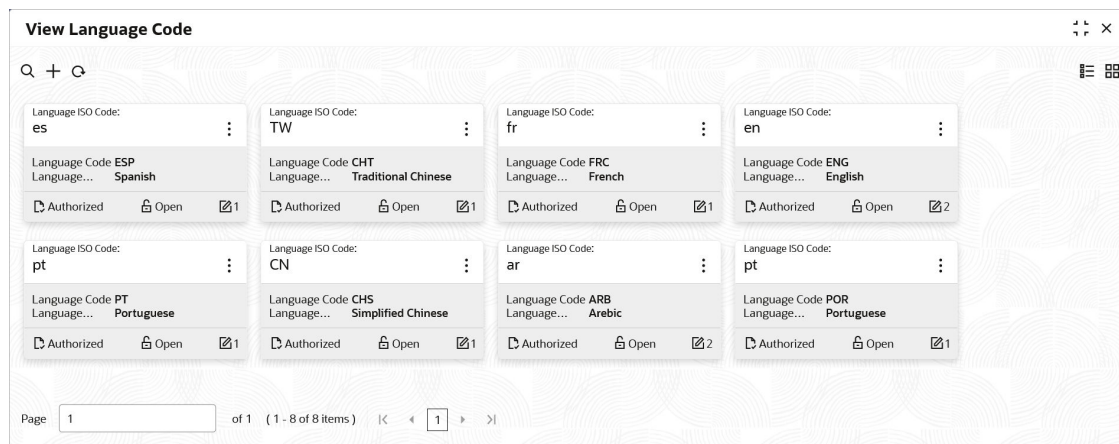 View Language Code
Language ISO Code: Language ISO Code: Language ISO Code: Language ISO Code:
es TW fr en
Language Code ESP Language Code CHT Language Code FRC Language Code ENG
Language... Spanish Language... Traditional Chinese Language... French Language... English
Authorized Open 1 Authorized Open 1 Authorized Open 1 Authorized Open 2
Language ISO Code: Language ISO Code: Language ISO Code: Language ISO Code:
pt CN ar pt
Language Code PT Language Code CHS Language Code ARB Language Code POR
Language... Portuguese Language... Simplified Chinese Language... Arebic Language... Portuguese
Authorized Open 1 Authorized Open 1 Authorized Open 2 Authorized Open 1
Page 1 of 1 ( 1 - 8 of 8 items ) 1